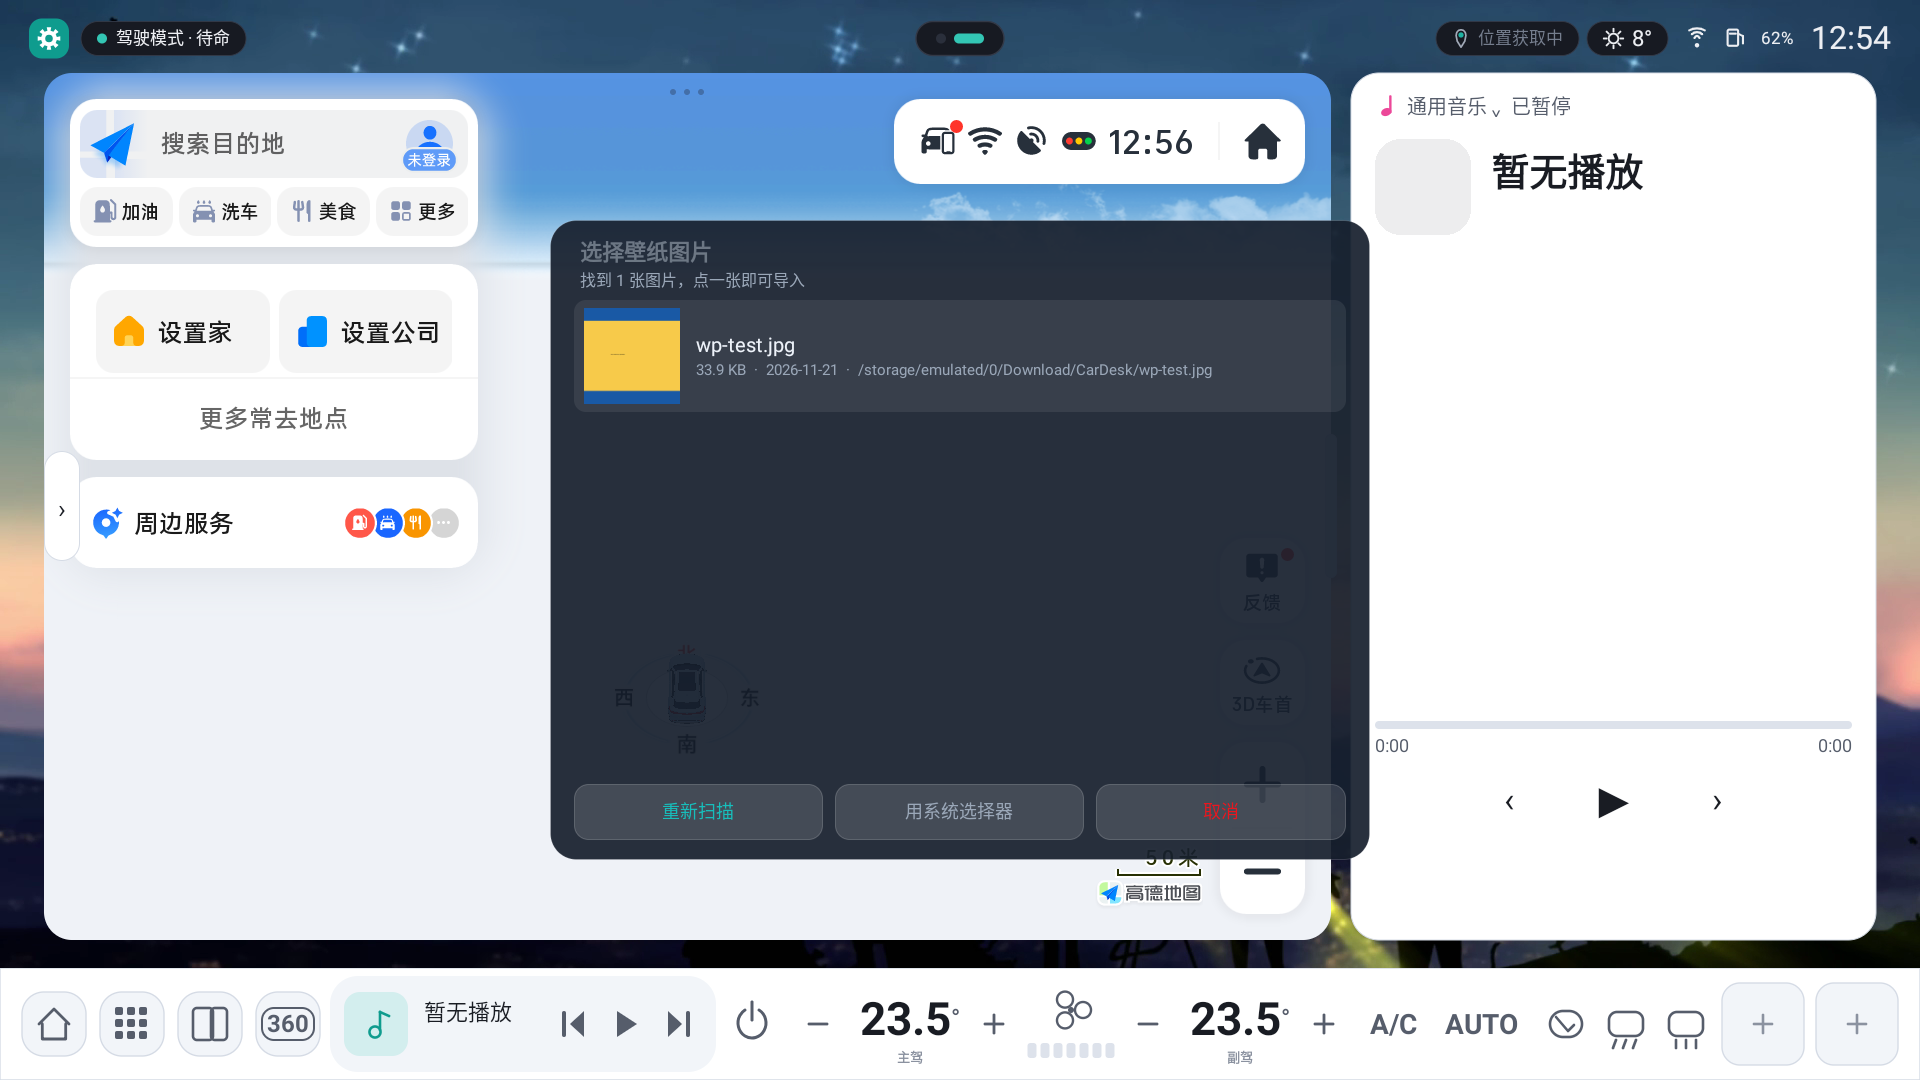 驾驶模式 · 待命
位置获取中
8°
62%
12:54
搜索目的地
未登录
加油
洗车
美食
更多
12:56
设置家
设置公司
更多常去地点
周边服务
选择壁纸图片
找到 1 张图片，点一张即可导入
wp-test.jpg
33.9 KB · 2026-11-21 · /storage/emulated/0/Download/CarDesk/wp-test.jpg
反馈
3D车首
北
西
东
南
重新扫描
用系统选择器
取消
50米
高德地图
通用音乐
已暂停
暂无播放
0:00
0:00
360
暂无播放
23.5°
主驾
23.5°
副驾
A/C
AUTO